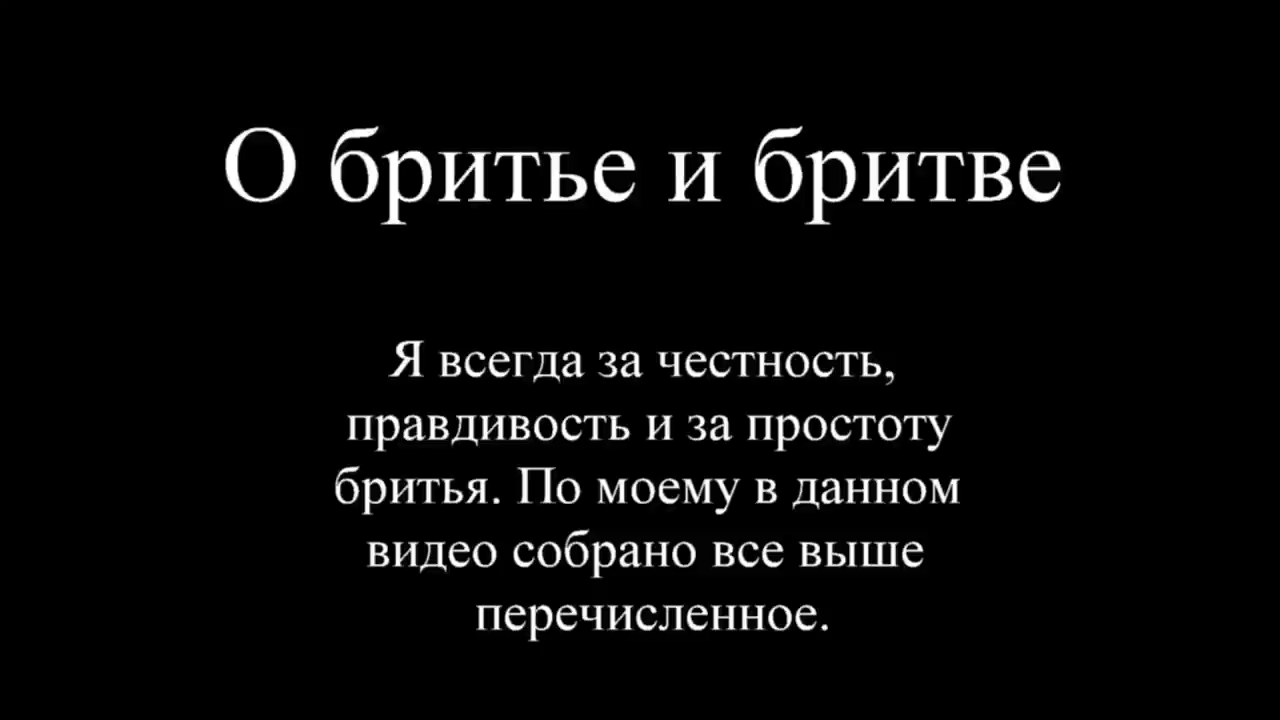 О бритье и бритве
Я всегда за честность,
правдивость и за простоту
бритья. По моему в данном
видео собрано все выше
перечисленное.